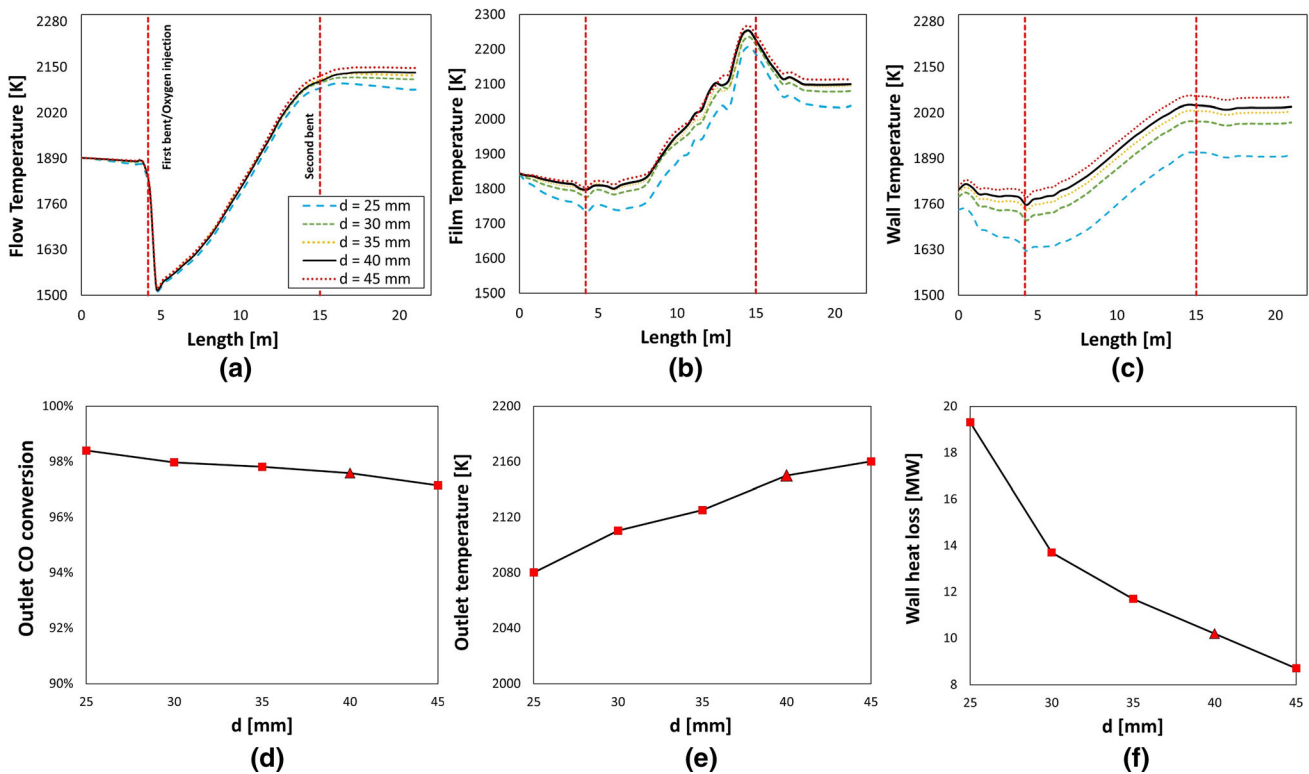 2280
2150
2020
1890
1760
1630
1500
Flow Temperature [K]
First bent/Oxygen injection
Second bent
d = 25 mm
d = 30 mm
d = 35 mm
d = 40 mm
d = 45 mm
0 5 10 15 20
Length [m]
(a)
2300
2200
2100
2000
1900
1800
1700
1600
1500
Film Temperature [K]
0 5 10 15 20
Length [m]
(b)
2280
2150
2020
1890
1760
1630
1500
Wall Temperature [K]
0 5 10 15 20
Length [m]
(c)
100%
98%
96%
94%
92%
90%
Outlet CO conversion
25 30 35 40 45
d [mm]
(d)
2200
2160
2120
2080
2040
2000
Outlet temperature [K]
25 30 35 40 45
d [mm]
(e)
20
18
16
14
12
10
8
Wall heat loss [MW]
25 30 35 40 45
d [mm]
(f)